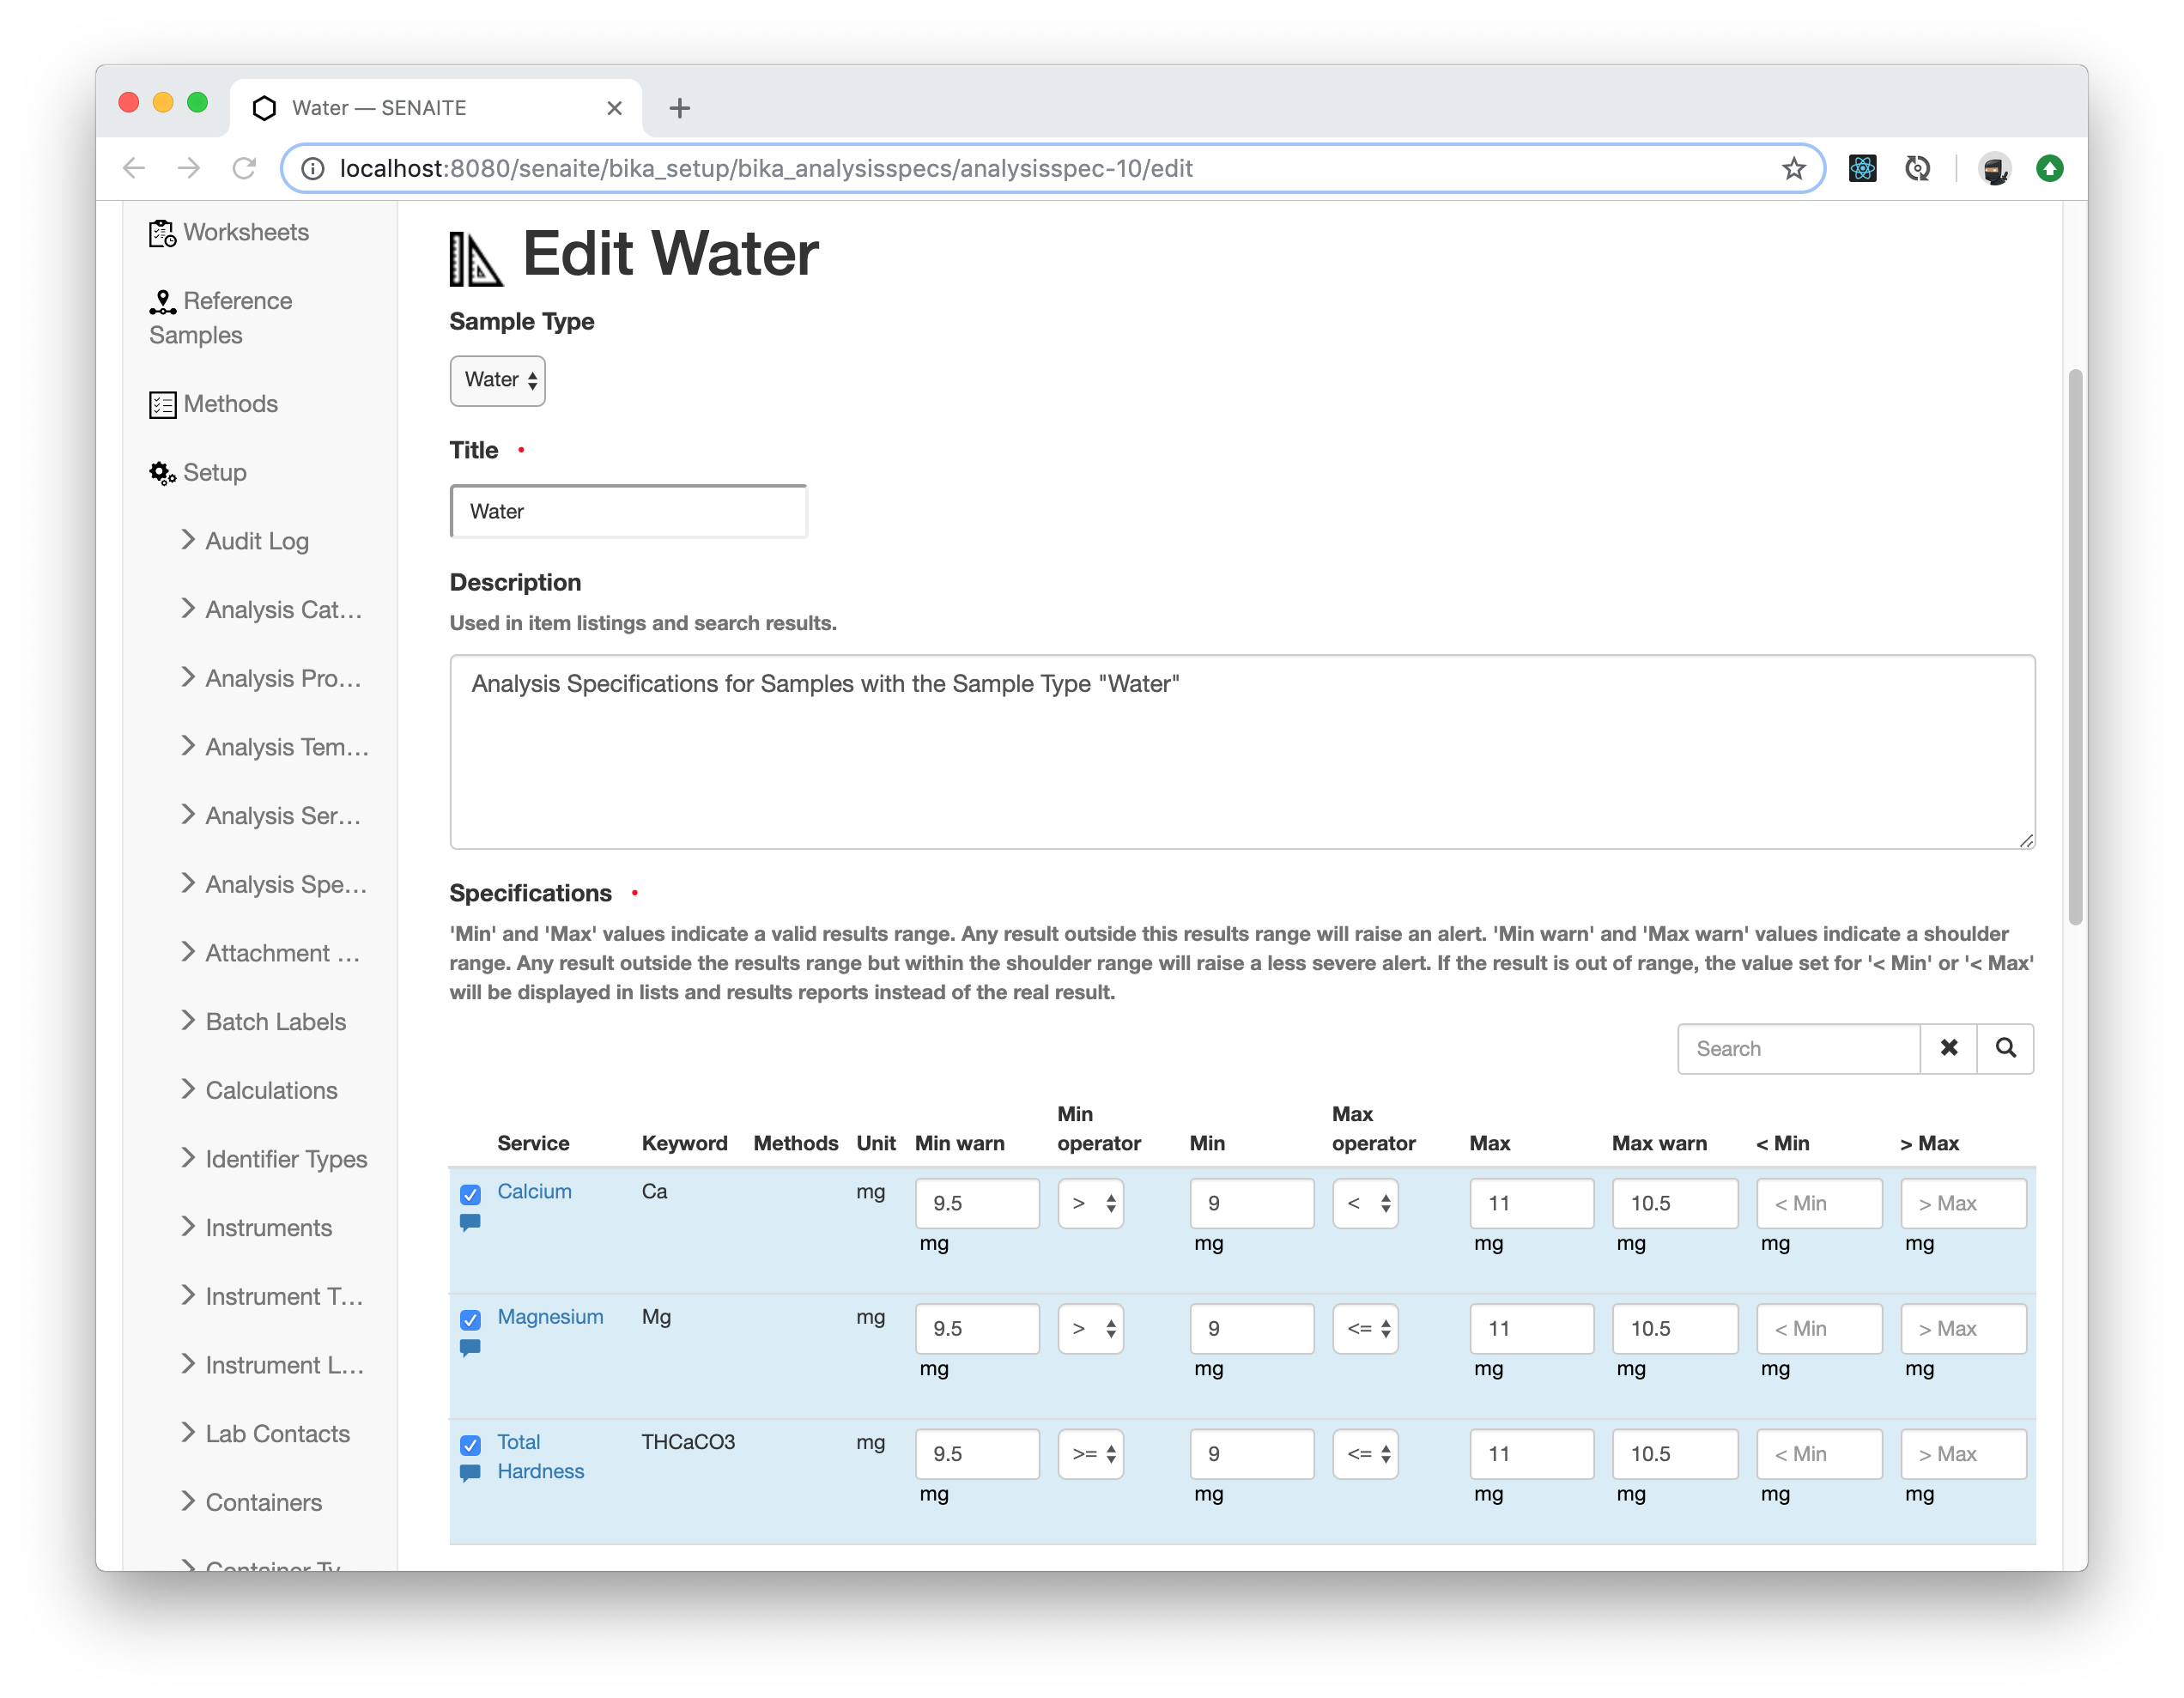 Water — SENAITE
localhost:8080/senaite/bika_setup/bika_analysisspecs/analysisspec-10/edit
Worksheets
Reference
Samples
Methods
Setup
Audit Log
Analysis Cat...
Analysis Pro...
Analysis Tem...
Analysis Ser...
Analysis Spe...
Attachment ...
Batch Labels
Calculations
Identifier Types
Instruments
Instrument T...
Instrument L...
Lab Contacts
Containers
Container Ty
Edit Water
Sample Type
Water
Title
Water
Description
Used in item listings and search results.
Analysis Specifications for Samples with the Sample Type "Water"
Specifications
'Min' and 'Max' values indicate a valid results range. Any result outside this results range will raise an alert. 'Min warn' and 'Max warn' values indicate a shoulder
range. Any result outside the results range but within the shoulder range will raise a less severe alert. If the result is out of range, the value set for '< Min' or '< Max'
will be displayed in lists and results reports instead of the real result.
Search
Service Keyword Methods Unit Min warn Min operator Min Max operator Max Max warn < Min > Max
Calcium Ca mg 9.5 > 9 < 11 10.5 < Min > Max
mg mg mg mg mg mg
Magnesium Mg mg 9.5 > 9 <= 11 10.5 < Min > Max
mg mg mg mg mg mg
Total THCaCO3 mg 9.5 >= 9 <= 11 10.5 < Min > Max
Hardness
mg mg mg mg mg mg